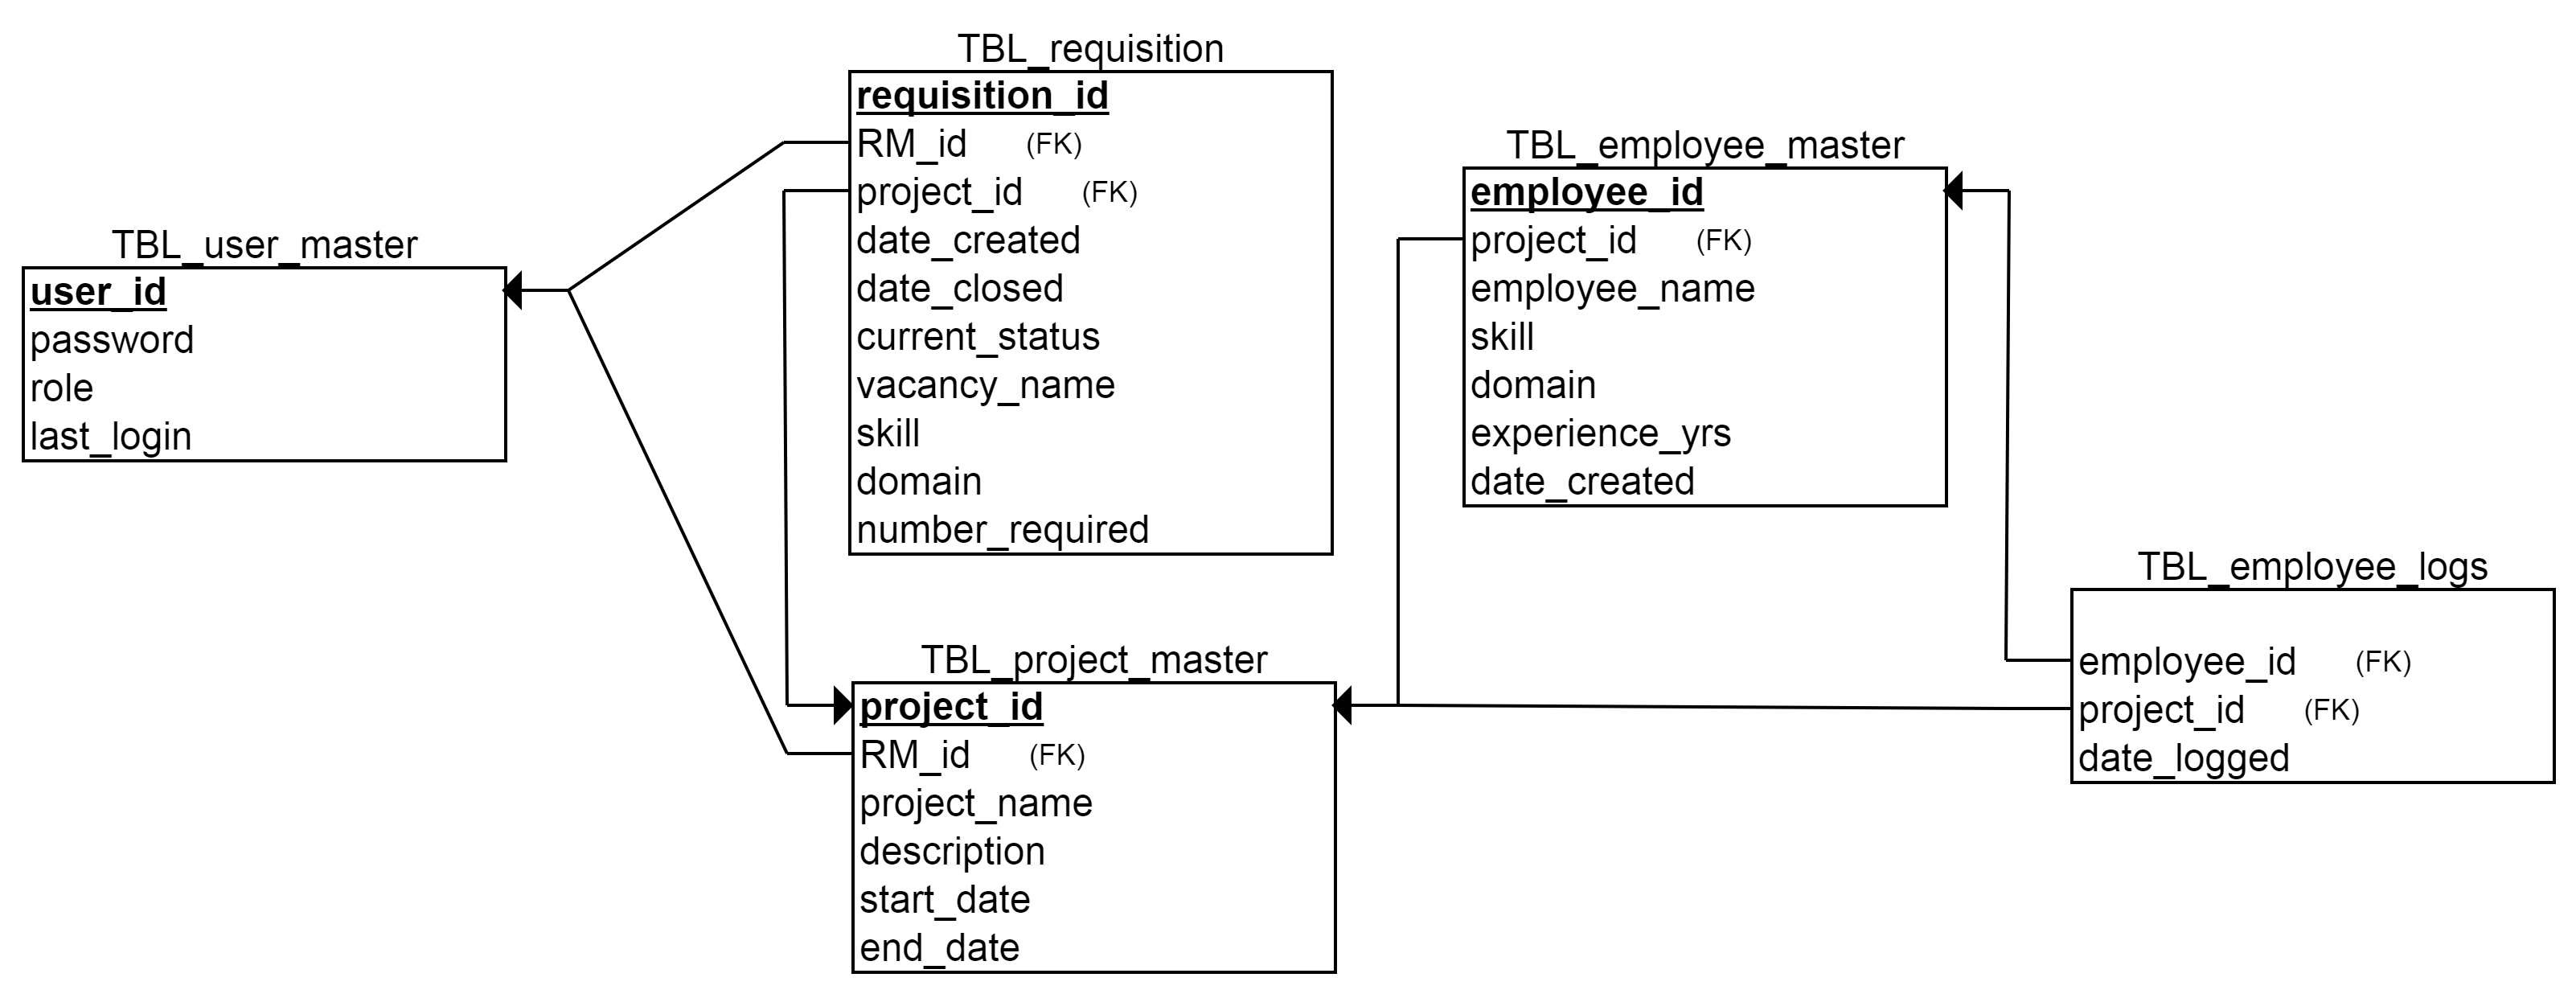 TBL_user_master
user_id
password
role
last_login
TBL_requisition
requisition_id
RM_id (FK)
project_id (FK)
date_created
date_closed
current_status
vacancy_name
skill
domain
number_required
TBL_project_master
project_id
RM_id (FK)
project_name
description
start_date
end_date
TBL_employee_master
employee_id
project_id (FK)
employee_name
skill
domain
experience_yrs
date_created
TBL_employee_logs
employee_id (FK)
project_id (FK)
date_logged